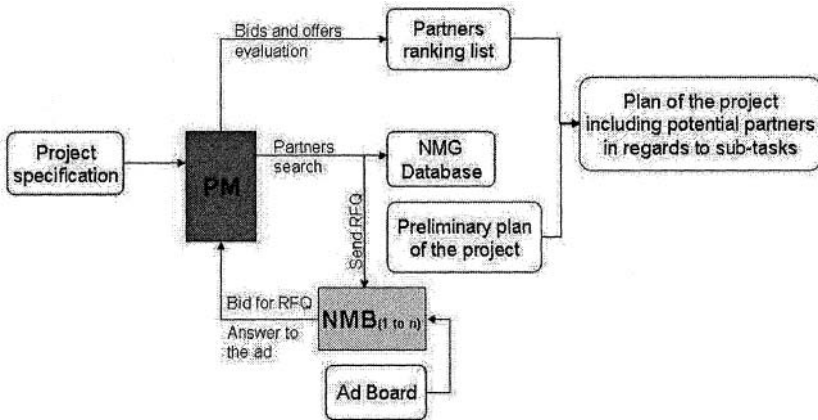 Bids and offers
evaluation
Partners
ranking list
Plan of the project
including potential partners
in regards to sub-tasks
Project
specification
PM
Partners
search
NMG
Database
Send RFQ
Preliminary plan
of the project
Bid for RFQ
Answer to
the ad
NMB(1 to n)
Ad Board